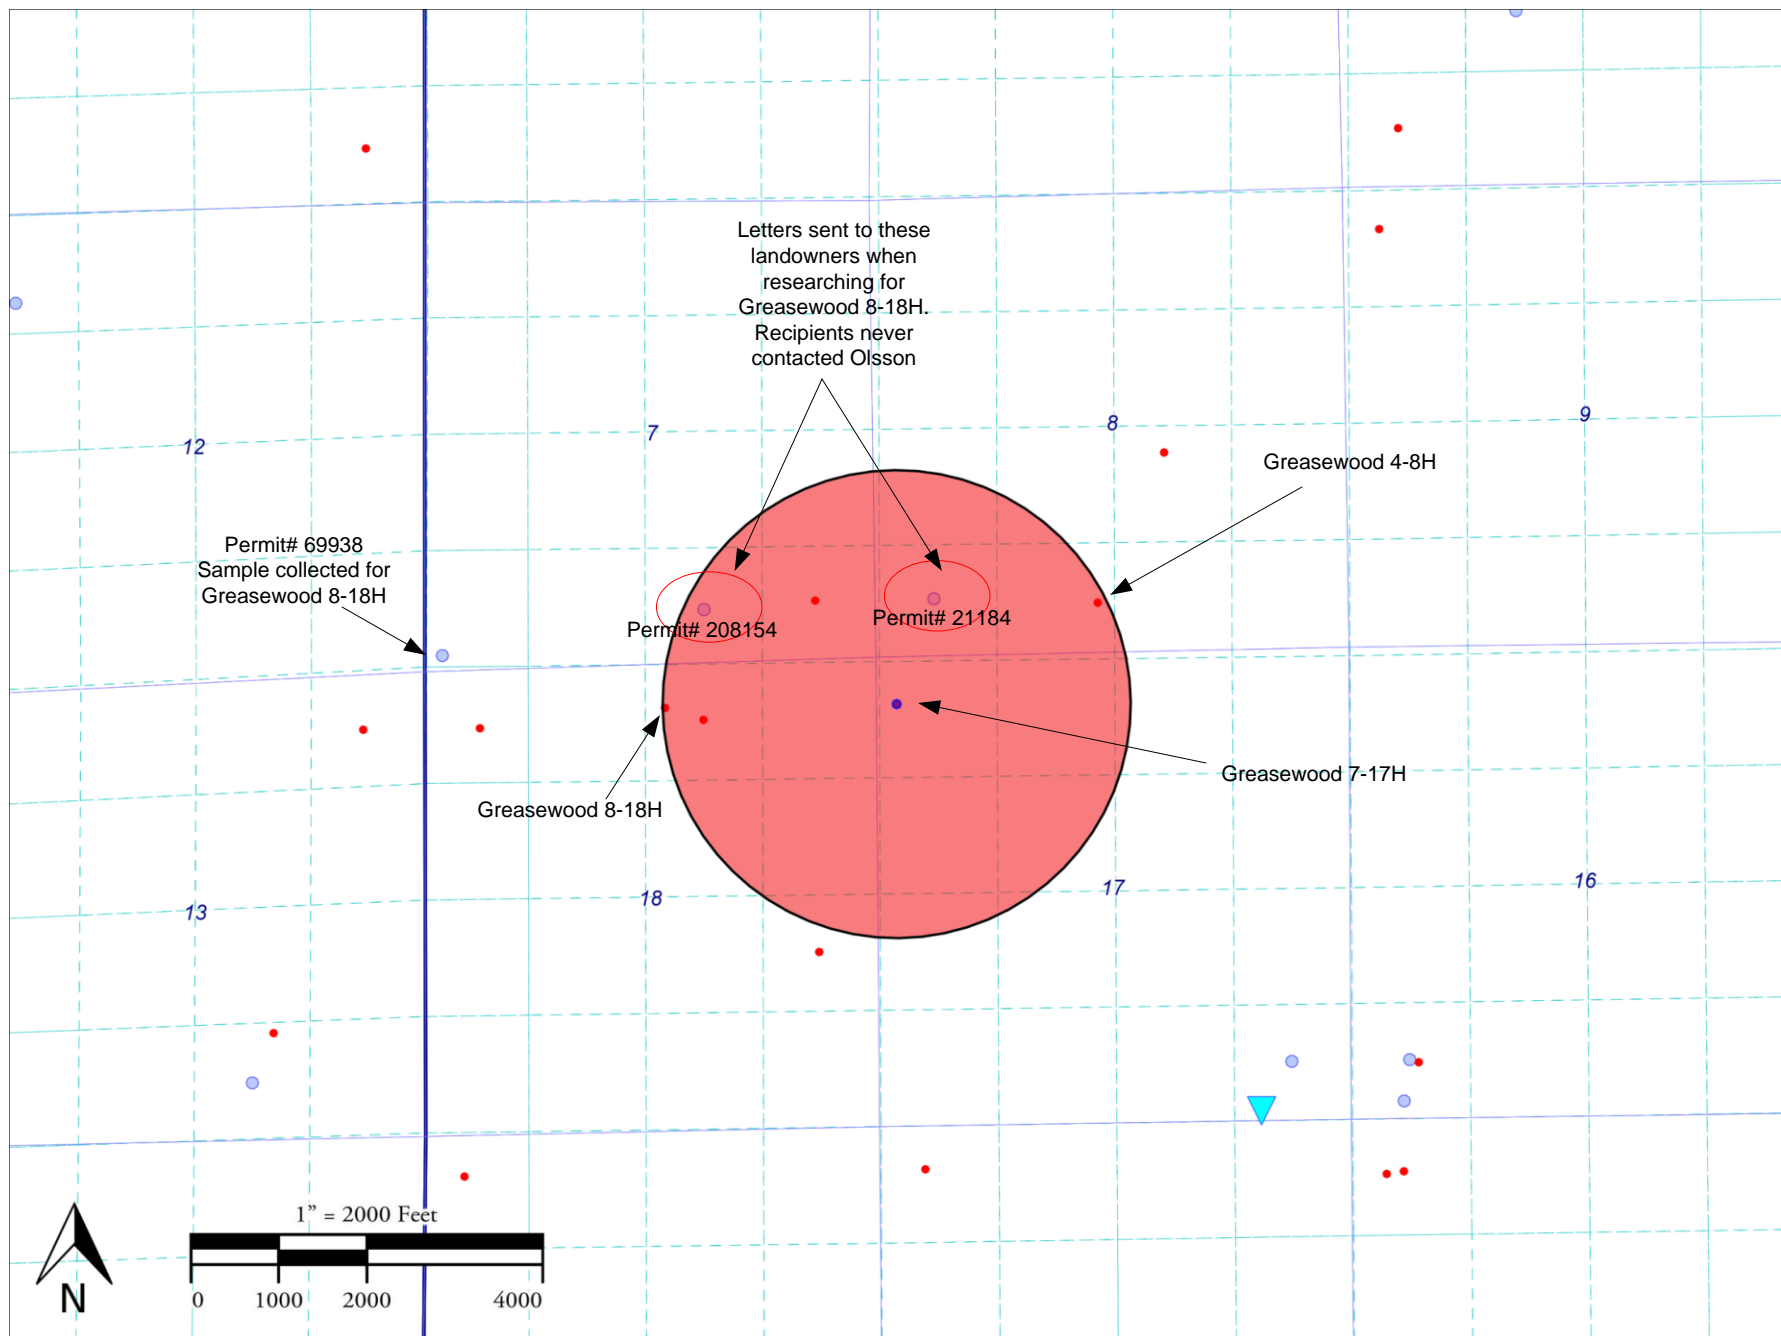 Letters sent to these
landowners when
researching for
Greasewood 8-18H.
Recipients never
contacted Olsson
12
7
8
9
Greasewood 4-8H
Permit# 69938
Sample collected for
Greasewood 8-18H
Permit# 208154
Permit# 21184
Greasewood 7-17H
Greasewood 8-18H
13
18
17
16
1” = 2000 Feet
0 1000 2000 4000
N